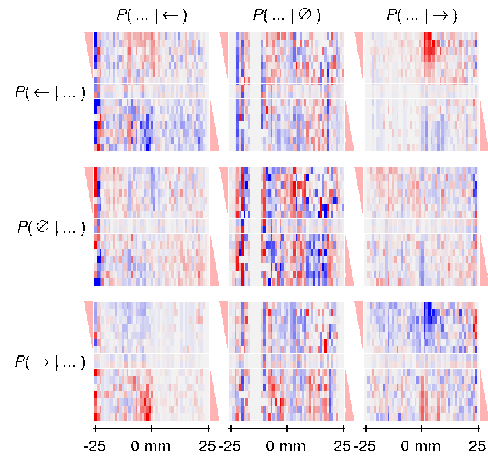 P( ... | ← ) P( ... | ∅ ) P( ... | → )
P( ← | ... )
P( ∅ | ... )
P( → | ... )
-25 0 mm 25 -25 0 mm 25 -25 0 mm 25